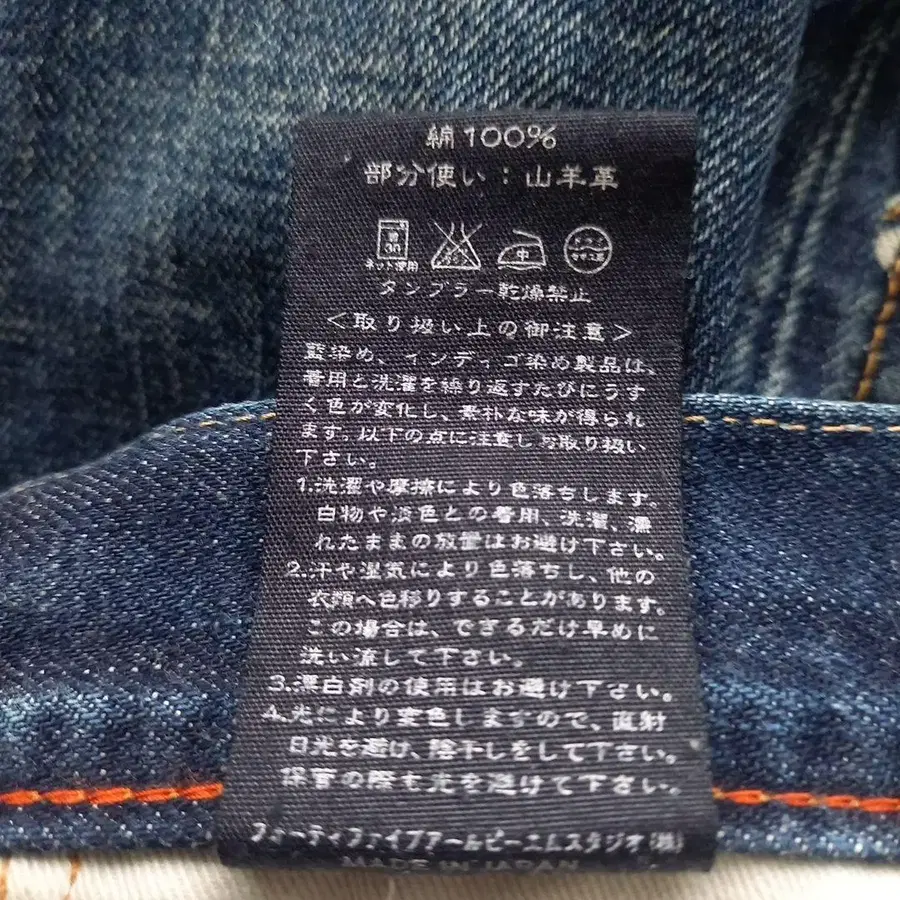 綿100%
部分使い：山羊革
弱
30
中
ネット使用
タンブラー乾燥禁止
＜取り扱い上の御注意＞
藍染め、インディゴ染め製品は、
着用と洗濯を繰り返すたびにうす
く色が変化し、素朴な味が得られ
ます。以下の点に注意しお取り扱い
下さい。
1.洗濯や摩擦により色落ちします。
白物や淡色との着用、洗濯、濡
れたままの放置はお避け下さい。
2.汗や湿気により色落ちし、他の
衣類へ色移りすることがあります。
この場合は、できるだけ早めに
洗い流して下さい。
3.漂白剤の使用はお避け下さい。
4.光により変色しますので、直射
日光を避け、陰干しをして下さい。
保管の際も光を避けて下さい。
フォーティファイブアールピーエムスタジオ(株)
MADE IN JAPAN